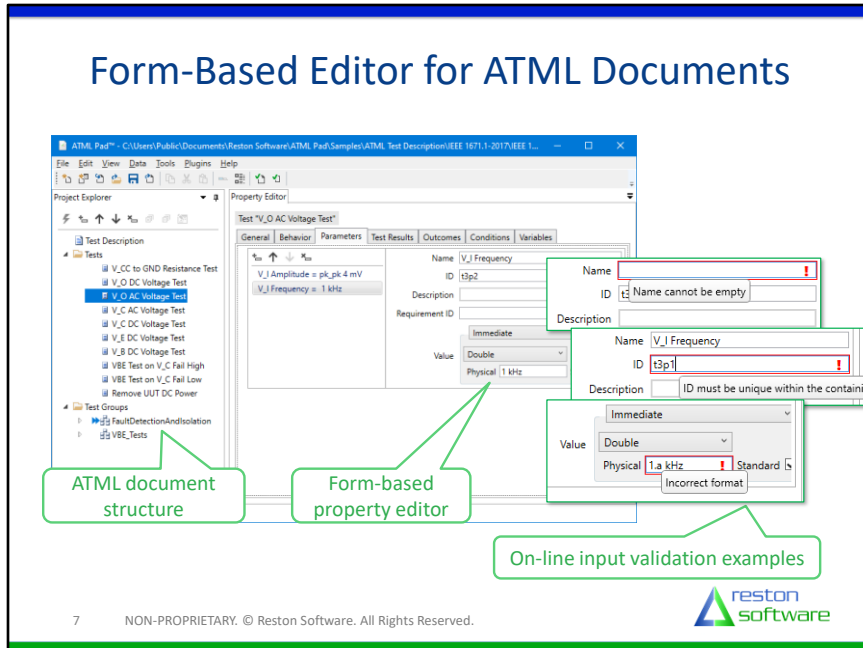 Form-Based Editor for ATML Documents
ATML Pad™ - C:\Users\Public\Documents\Reston Software\ATML Pad\Samples\ATML Test Description\IEEE 1671.1-2017\IEEE 1...
File Edit View Data Tools Plugins Help
Project Explorer
Property Editor
Test "V_O AC Voltage Test"
General Behavior Parameters Test Results Outcomes Conditions Variables
Test Description
Tests
V_CC to GND Resistance Test
V_O DC Voltage Test
V_O AC Voltage Test
V_C AC Voltage Test
V_C DC Voltage Test
V_E DC Voltage Test
V_B DC Voltage Test
VBE Test on V_C Fail High
VBE Test on V_C Fail Low
Remove UUT DC Power
Test Groups
FaultDetectionAndIsolation
VBE_Tests
V_I Amplitude = pk_pk 4 mV
V_I Frequency = 1 kHz
Name V_I Frequency
ID t3p2
Description
Requirement ID
Immediate
Value Double
Physical 1 kHz
Name !
ID t3 Name cannot be empty
Description
Name V_I Frequency
ID t3p1 !
Description ID must be unique within the containi
Immediate
Value Double
Physical 1.a kHz ! Standard
Incorrect format
ATML document
structure
Form-based
property editor
On-line input validation examples
7 NON-PROPRIETARY. © Reston Software. All Rights Reserved.
reston
software